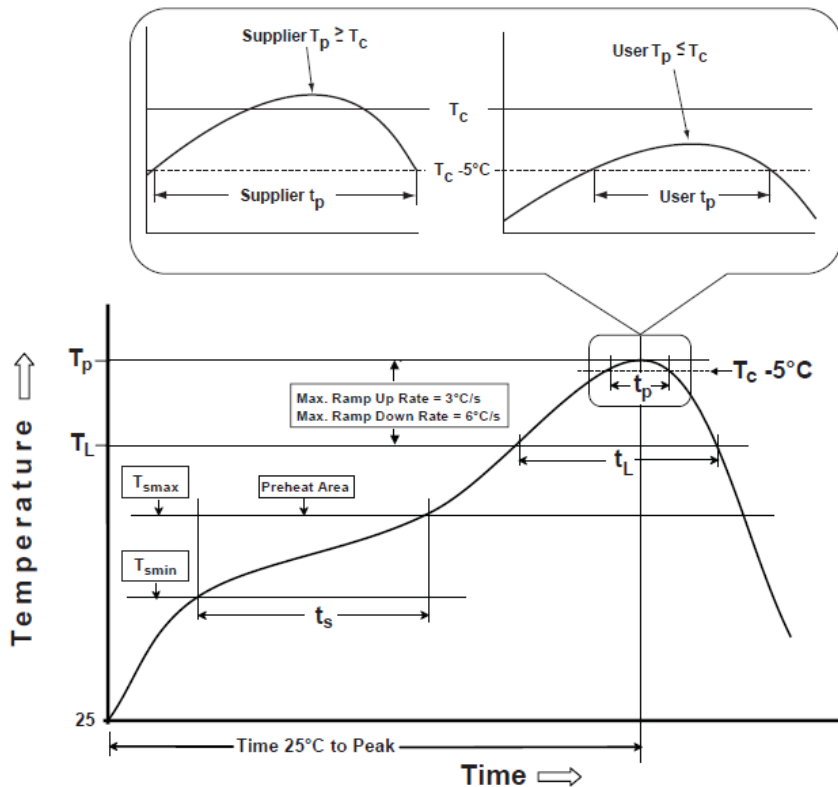 Supplier Tp ≥ Tc
User Tp ≤ Tc
Tc
Tc -5°C
Supplier tp
User tp
Tp
Tc -5°C
tp
Max. Ramp Up Rate = 3°C/s
Max. Ramp Down Rate = 6°C/s
TL
tL
Tsmax
Preheat Area
Tsmin
ts
Temperature
25
Time 25°C to Peak
Time